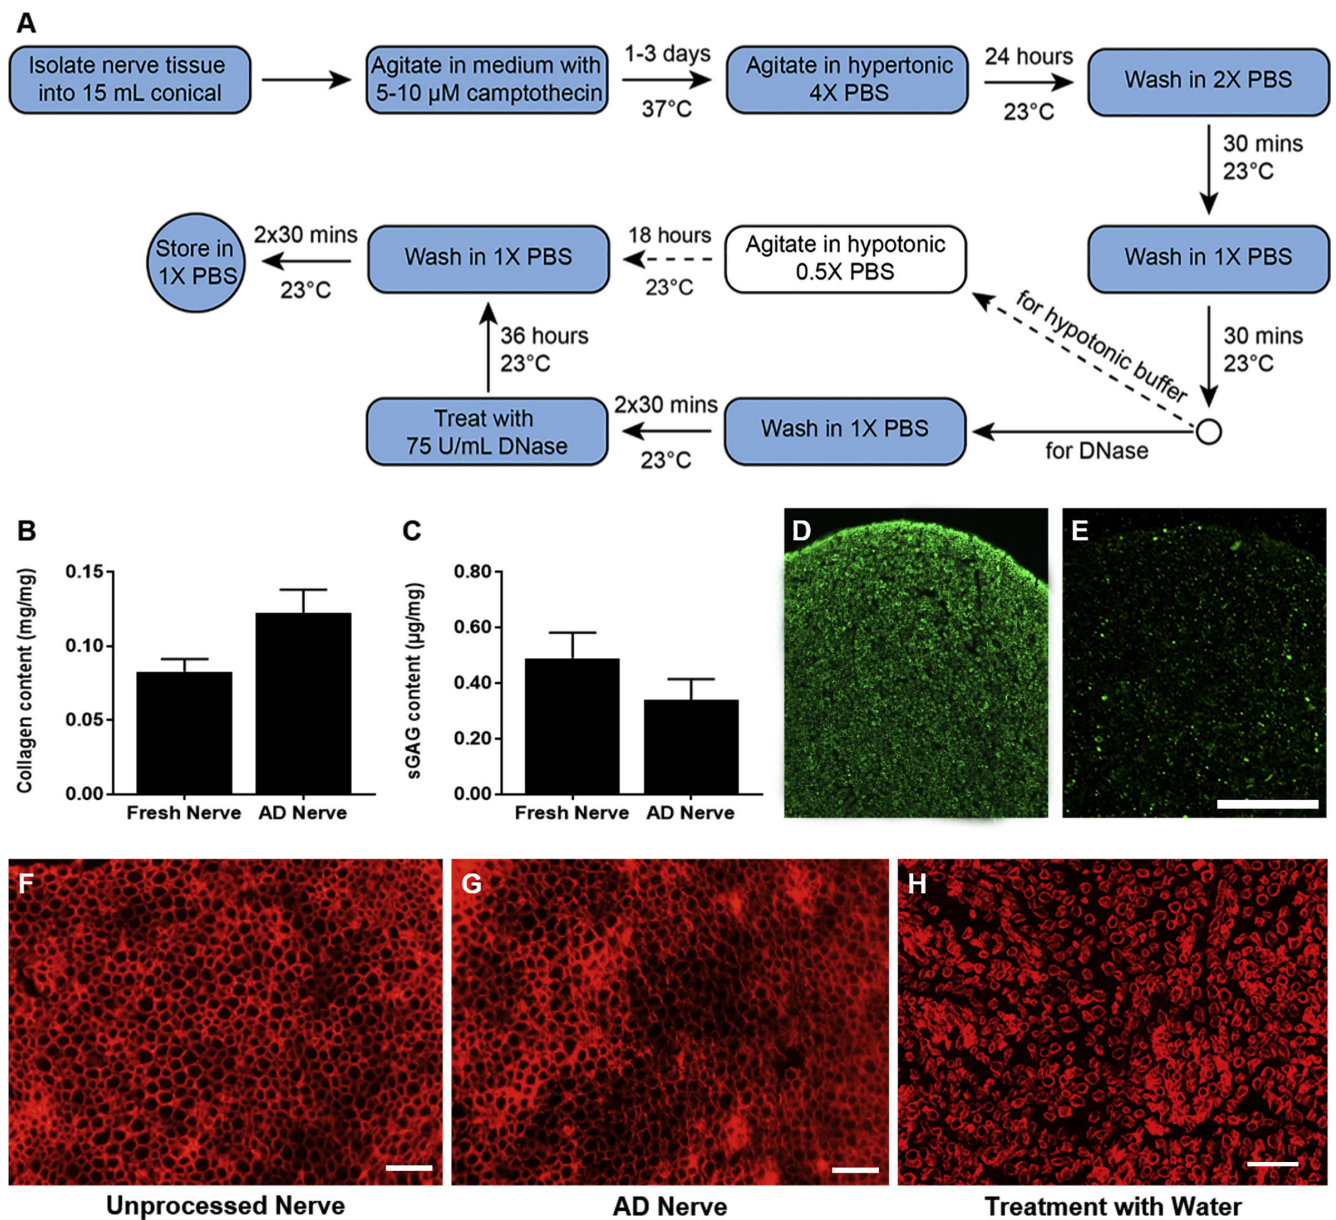 A
Isolate nerve tissue
into 15 mL conical
Agitate in medium with
5-10 µM camptothecin
1-3 days
37°C
Agitate in hypertonic
4X PBS
24 hours
23°C
Wash in 2X PBS
30 mins
23°C
Store in
1X PBS
2x30 mins
23°C
Wash in 1X PBS
18 hours
23°C
Agitate in hypotonic
0.5X PBS
Wash in 1X PBS
for hypotonic buffer
30 mins
23°C
36 hours
23°C
Treat with
75 U/mL DNase
2x30 mins
23°C
Wash in 1X PBS
for DNase
B
Collagen content (mg/mg)
0.15
0.10
0.05
0.00
Fresh Nerve
AD Nerve
C
sGAG content (µg/mg)
0.80
0.60
0.40
0.20
0.00
Fresh Nerve
AD Nerve
D
E
F
G
H
Unprocessed Nerve
AD Nerve
Treatment with Water